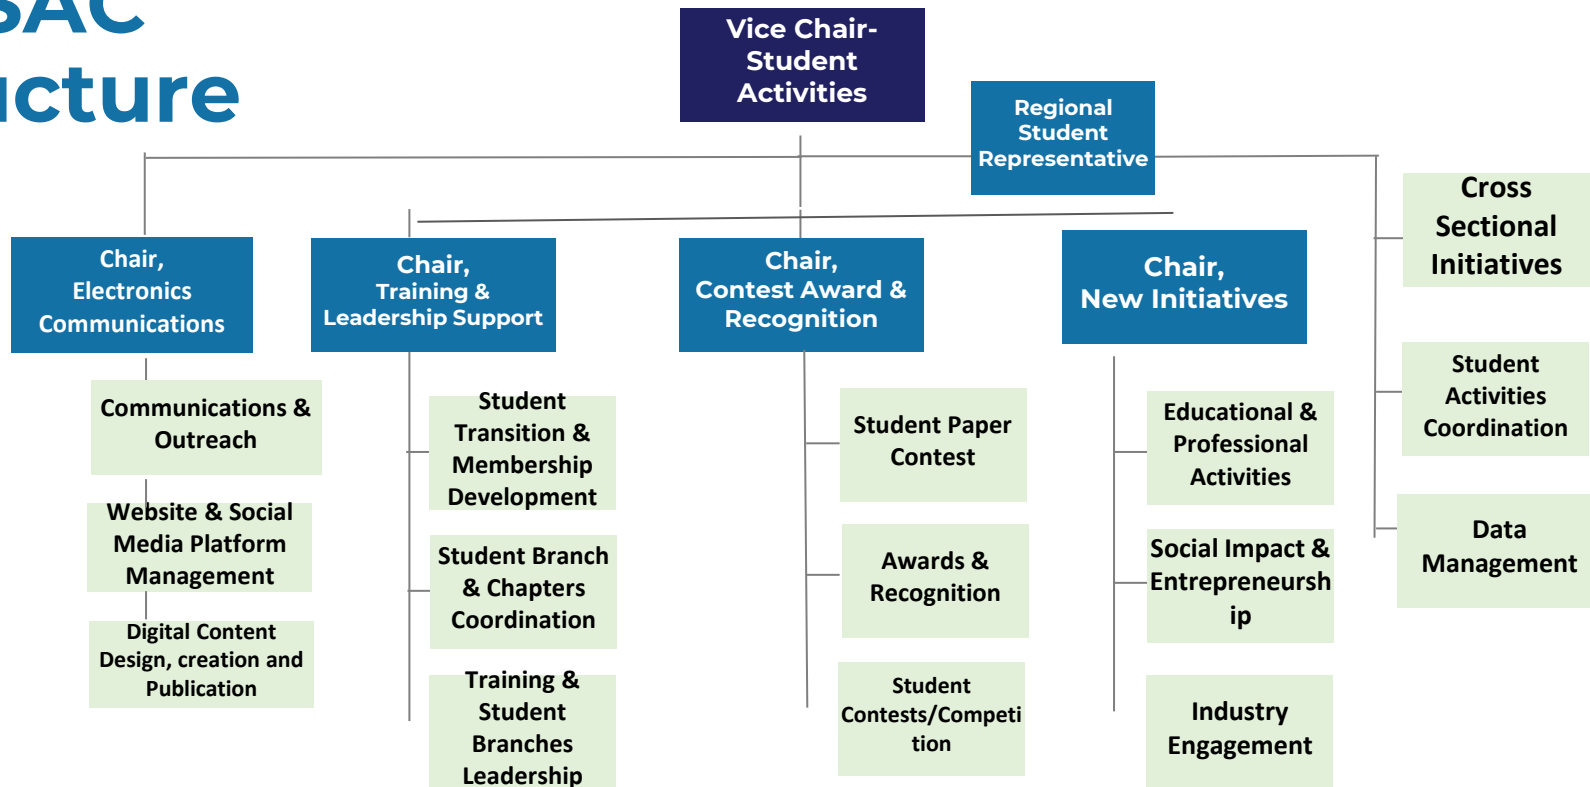 SAC
ucture
Vice Chair-
Student
Activities
Regional
Student
Representative
Chair,
Electronics
Communications
Communications &
Outreach
Website & Social
Media Platform
Management
Digital Content
Design, creation and
Publication
Chair,
Training &
Leadership Support
Student
Transition &
Membership
Development
Student Branch
& Chapters
Coordination
Training &
Student
Branches
Leadership
Chair,
Contest Award &
Recognition
Student Paper
Contest
Awards &
Recognition
Student
Contests/Competi
tion
Chair,
New Initiatives
Educational &
Professional
Activities
Social Impact &
Entrepreneursh
ip
Industry
Engagement
Cross
Sectional
Initiatives
Student
Activities
Coordination
Data
Management